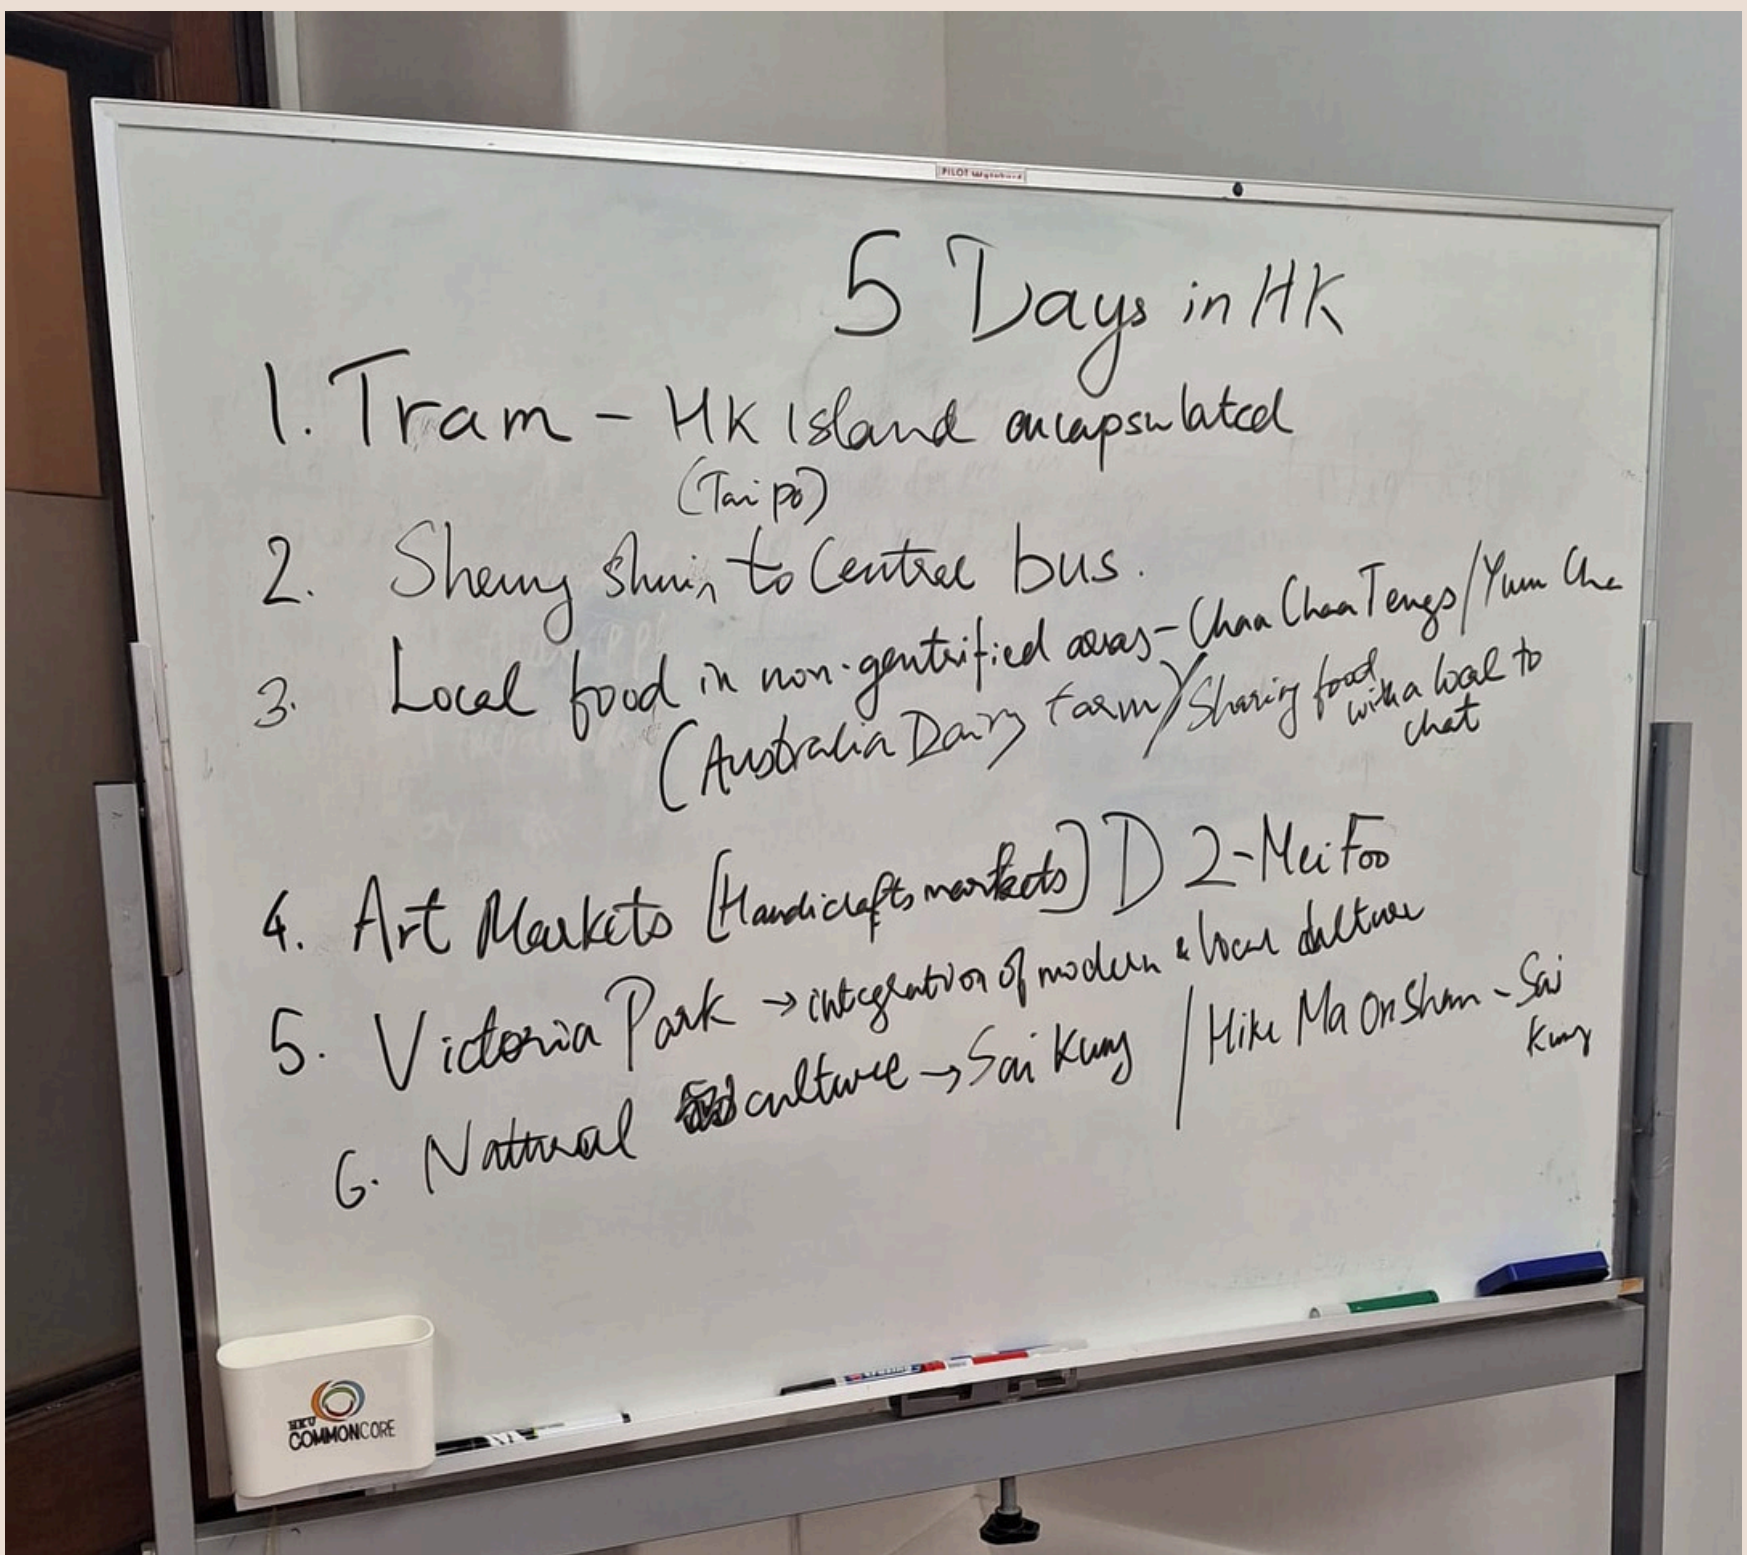 PILOT Wyteboard
5 Days in HK
1. Tram - HK Island encapsulated
(Tai po)
2. Sheung Shui to Central bus.
3. Local food in non-gentrified areas - Chaa Chaan Tengs/Yum Cha
(Australia Dairy Farm)/Sharing food
with a local to
chat
4. Art Markets [Handicrafts markets] D 2-Mei Foo
5. Victoria Park → integration of modern & local culture
6. Natural culture → Sai Kung / Hike Ma On Shan - Sai
Kung
HKU
COMMONCORE